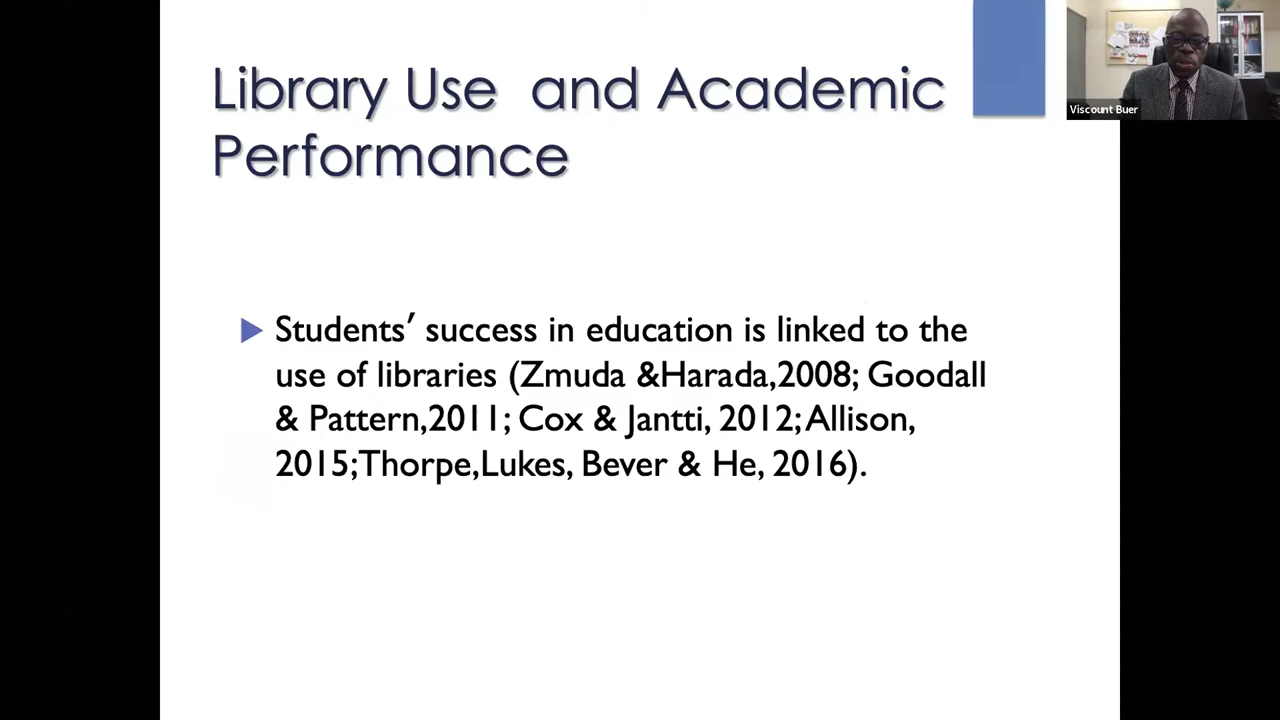 Library Use and Academic
Performance
Viscount Buer
Students’ success in education is linked to the
use of libraries (Zmuda &Harada,2008; Goodall
& Pattern,2011; Cox & Jantti, 2012; Allison,
2015;Thorpe,Lukes, Bever & He, 2016).